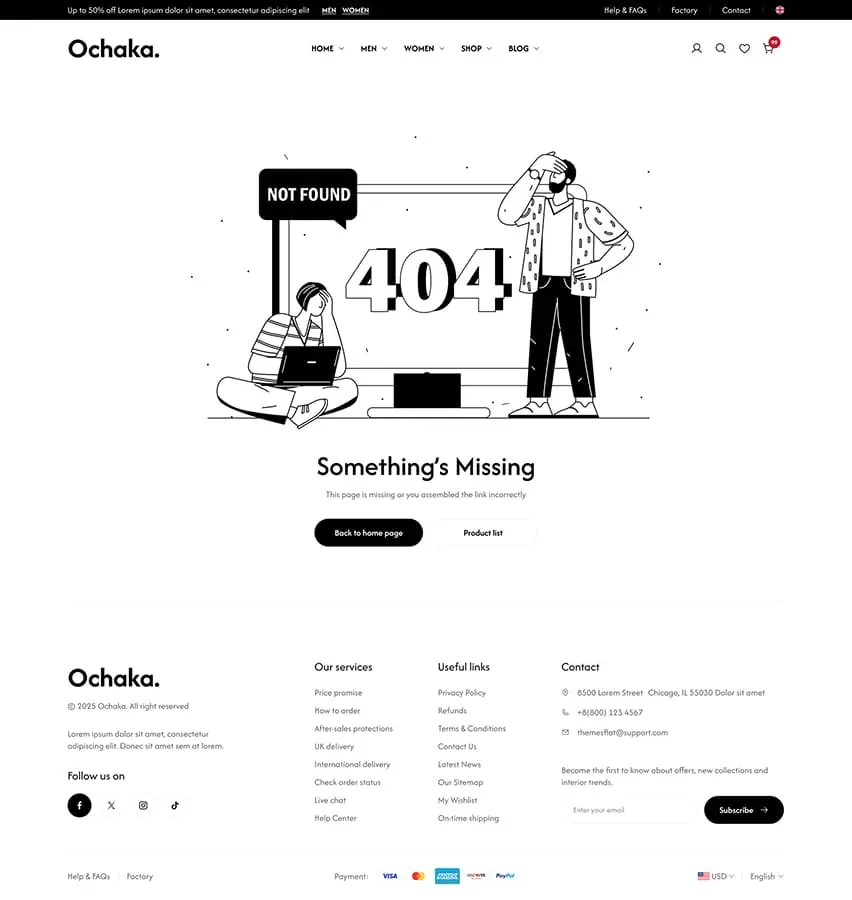 Up to 50% off Lorem ipsum dolor sit amet, consectetur adipiscing elit MEN WOMEN Help & FAQs Factory Contact
Ochaka. HOME MEN WOMEN SHOP BLOG 99
NOT FOUND
404
Something's Missing
This page is missing or you assembled the link incorrectly
Back to home page Product list
Ochaka.
© 2025 Ochaka. All right reserved
Lorem ipsum dolor sit amet, consectetur
adipiscing elit. Donec sit amet sem at lorem.
Follow us on
Our services
Price promise
How to order
After-sales protections
UK delivery
International delivery
Check order status
Live chat
Help Center
Useful links
Privacy Policy
Refunds
Terms & Conditions
Contact Us
Latest News
Our Sitemap
My Wishlist
On-time shipping
Contact
8500 Lorem Street Chicago, IL 55030 Dolor sit amet
+8(800) 123 4567
themesflat@support.com
Become the first to know about offers, new collections and
interior trends.
Enter your email Subscribe
Help & FAQs Factory Payment: VISA DISCOVER PayPal USD English